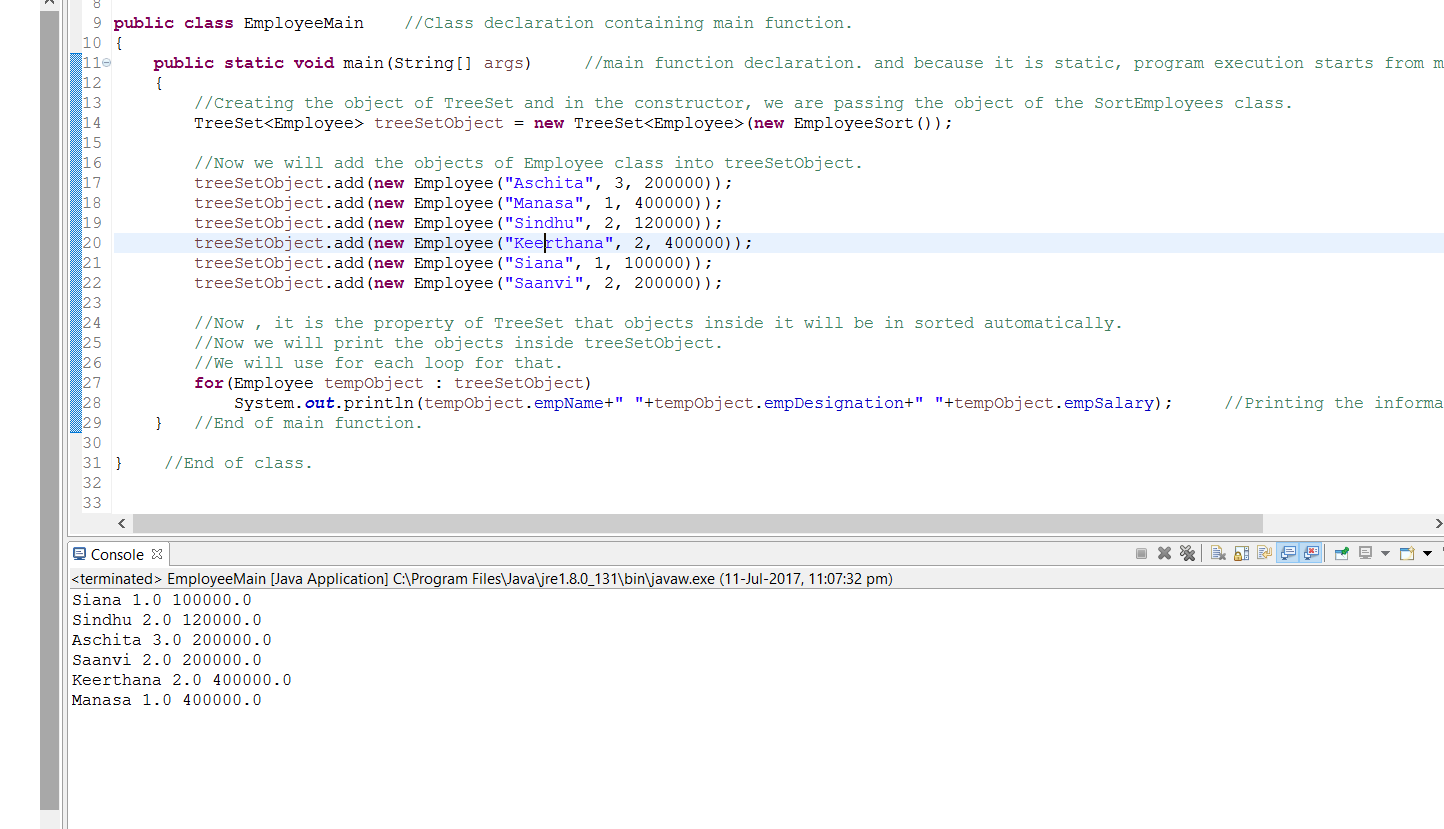 8
9 public class EmployeeMain    //Class declaration containing main function.
10 {
11     public static void main(String[] args)     //main function declaration. and because it is static, program execution starts from m
12     {
13         //Creating the object of TreeSet and in the constructor, we are passing the object of the SortEmployees class.
14         TreeSet<Employee> treeSetObject = new TreeSet<Employee>(new EmployeeSort());
15
16         //Now we will add the objects of Employee class into treeSetObject.
17         treeSetObject.add(new Employee("Aschita", 3, 200000));
18         treeSetObject.add(new Employee("Manasa", 1, 400000));
19         treeSetObject.add(new Employee("Sindhu", 2, 120000));
20         treeSetObject.add(new Employee("Keerthana", 2, 400000));
21         treeSetObject.add(new Employee("Siana", 1, 100000));
22         treeSetObject.add(new Employee("Saanvi", 2, 200000));
23
24         //Now , it is the property of TreeSet that objects inside it will be in sorted automatically.
25         //Now we will print the objects inside treeSetObject.
26         //We will use for each loop for that.
27         for(Employee tempObject : treeSetObject)
28             System.out.println(tempObject.empName+" "+tempObject.empDesignation+" "+tempObject.empSalary);     //Printing the informa
29     }   //End of main function.
30
31 }    //End of class.
32
33
Console
<terminated> EmployeeMain [Java Application] C:\Program Files\Java\jre1.8.0_131\bin\javaw.exe (11-Jul-2017, 11:07:32 pm)
Siana 1.0 100000.0
Sindhu 2.0 120000.0
Aschita 3.0 200000.0
Saanvi 2.0 200000.0
Keerthana 2.0 400000.0
Manasa 1.0 400000.0